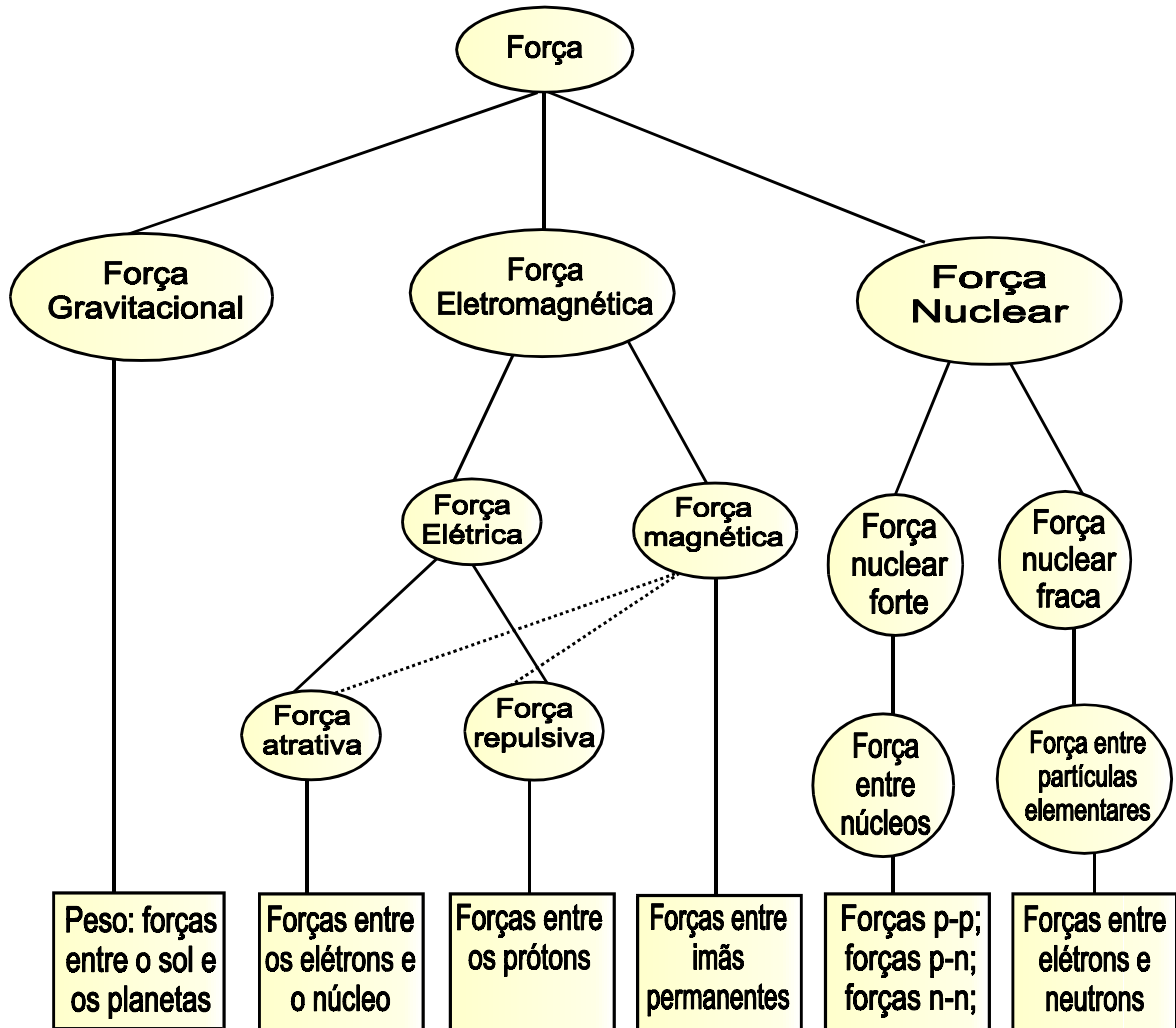 Força
Força
Gravitacional
Força
Eletromagnética
Força
Nuclear
Força
Elétrica
Força
magnética
Força
nuclear
forte
Força
nuclear
fraca
Força
atrativa
Força
repulsiva
Força
entre
núcleos
Força entre
partículas
elementares
Peso: forças
entre o sol e
os planetas
Forças entre
os elétrons e
o núcleo
Forças entre
os prótons
Forças entre
imãs
permanentes
Forças p-p;
forças p-n;
forças n-n;
Forças entre
elétrons e
neutrons